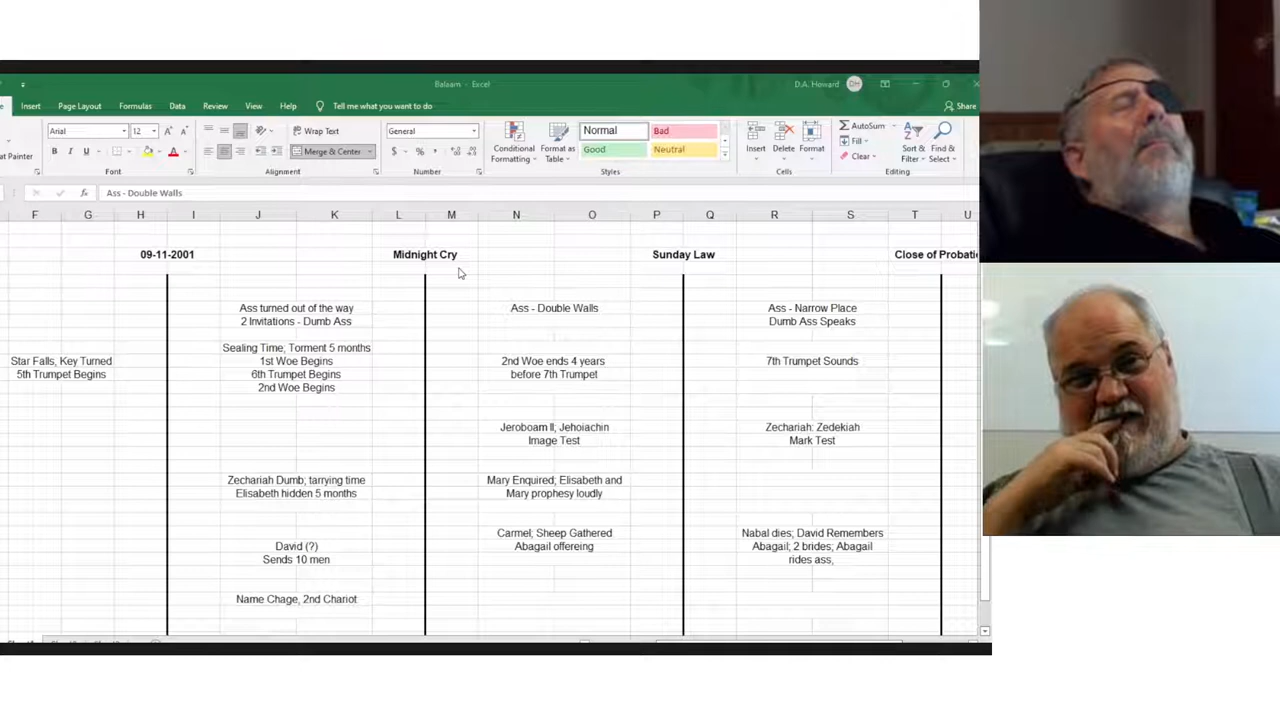 Balaam - Excel
D.A. Howard DH
Insert Page Layout Formulas Data Review View Help Tell me what you want to do Share
Arial 12 A A Wrap Text General Normal Bad AutoSum
at Painter B I U A Merge & Center $ % Conditional Formatting Format as Table Good Neutral Insert Delete Format Fill Clear Sort & Filter Find & Select
Font Alignment Number Styles Cells Editing
fx Ass - Double Walls
F G H I J K L M N O P Q R S T U
09-11-2001 Midnight Cry Sunday Law Close of Probati
Ass turned out of the way
2 Invitations - Dumb Ass
Ass - Double Walls
Ass - Narrow Place
Dumb Ass Speaks
Star Falls, Key Turned
5th Trumpet Begins
Sealing Time; Torment 5 months
1st Woe Begins
6th Trumpet Begins
2nd Woe Begins
2nd Woe ends 4 years
before 7th Trumpet
7th Trumpet Sounds
Jeroboam II; Jehoiachin
Image Test
Zechariah: Zedekiah
Mark Test
Zechariah Dumb; tarrying time
Elisabeth hidden 5 months
Mary Enquired; Elisabeth and
Mary prophesy loudly
David (?)
Sends 10 men
Carmel; Sheep Gathered
Abagail offereing
Nabal dies; David Remembers
Abagail; 2 brides; Abagail
rides ass,
Name Chage, 2nd Chariot